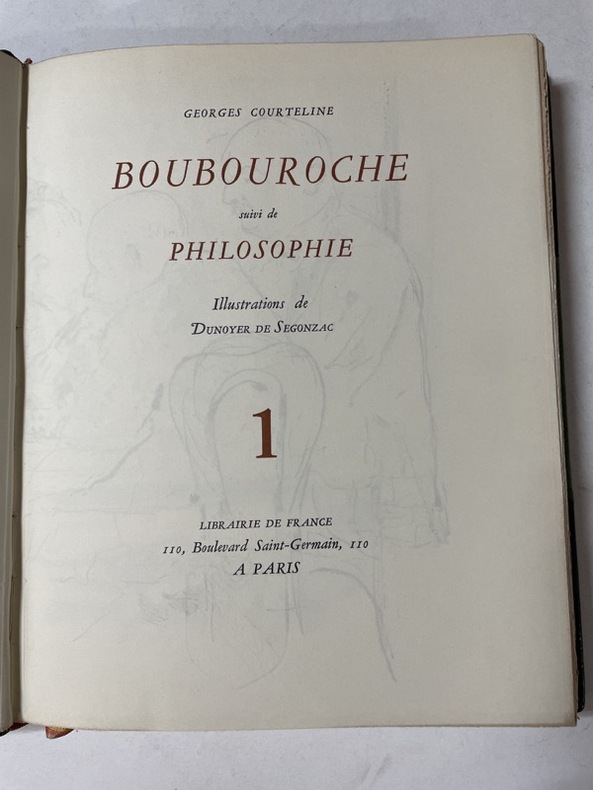 GEORGES COURTELINE
BOUBOUROCHE
suivi de
PHILOSOPHIE
Illustrations de
DUNOYER DE SEGONZAC
1
LIBRAIRIE DE FRANCE
110, Boulevard Saint-Germain, 110
A PARIS